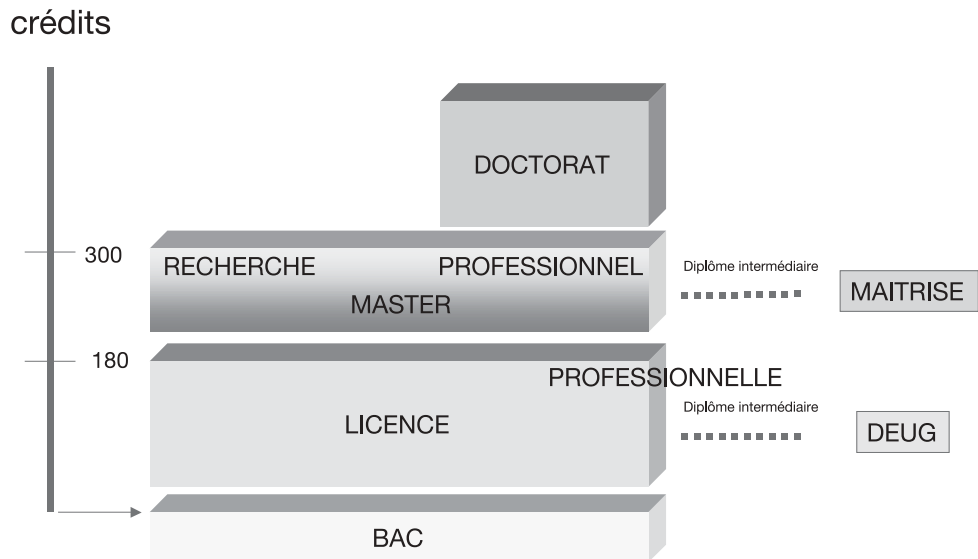 crédits
DOCTORAT
300
RECHERCHE PROFESSIONNEL
MASTER
Diplôme intermédiaire
MAITRISE
180
PROFESSIONNELLE
LICENCE
Diplôme intermédiaire
DEUG
BAC